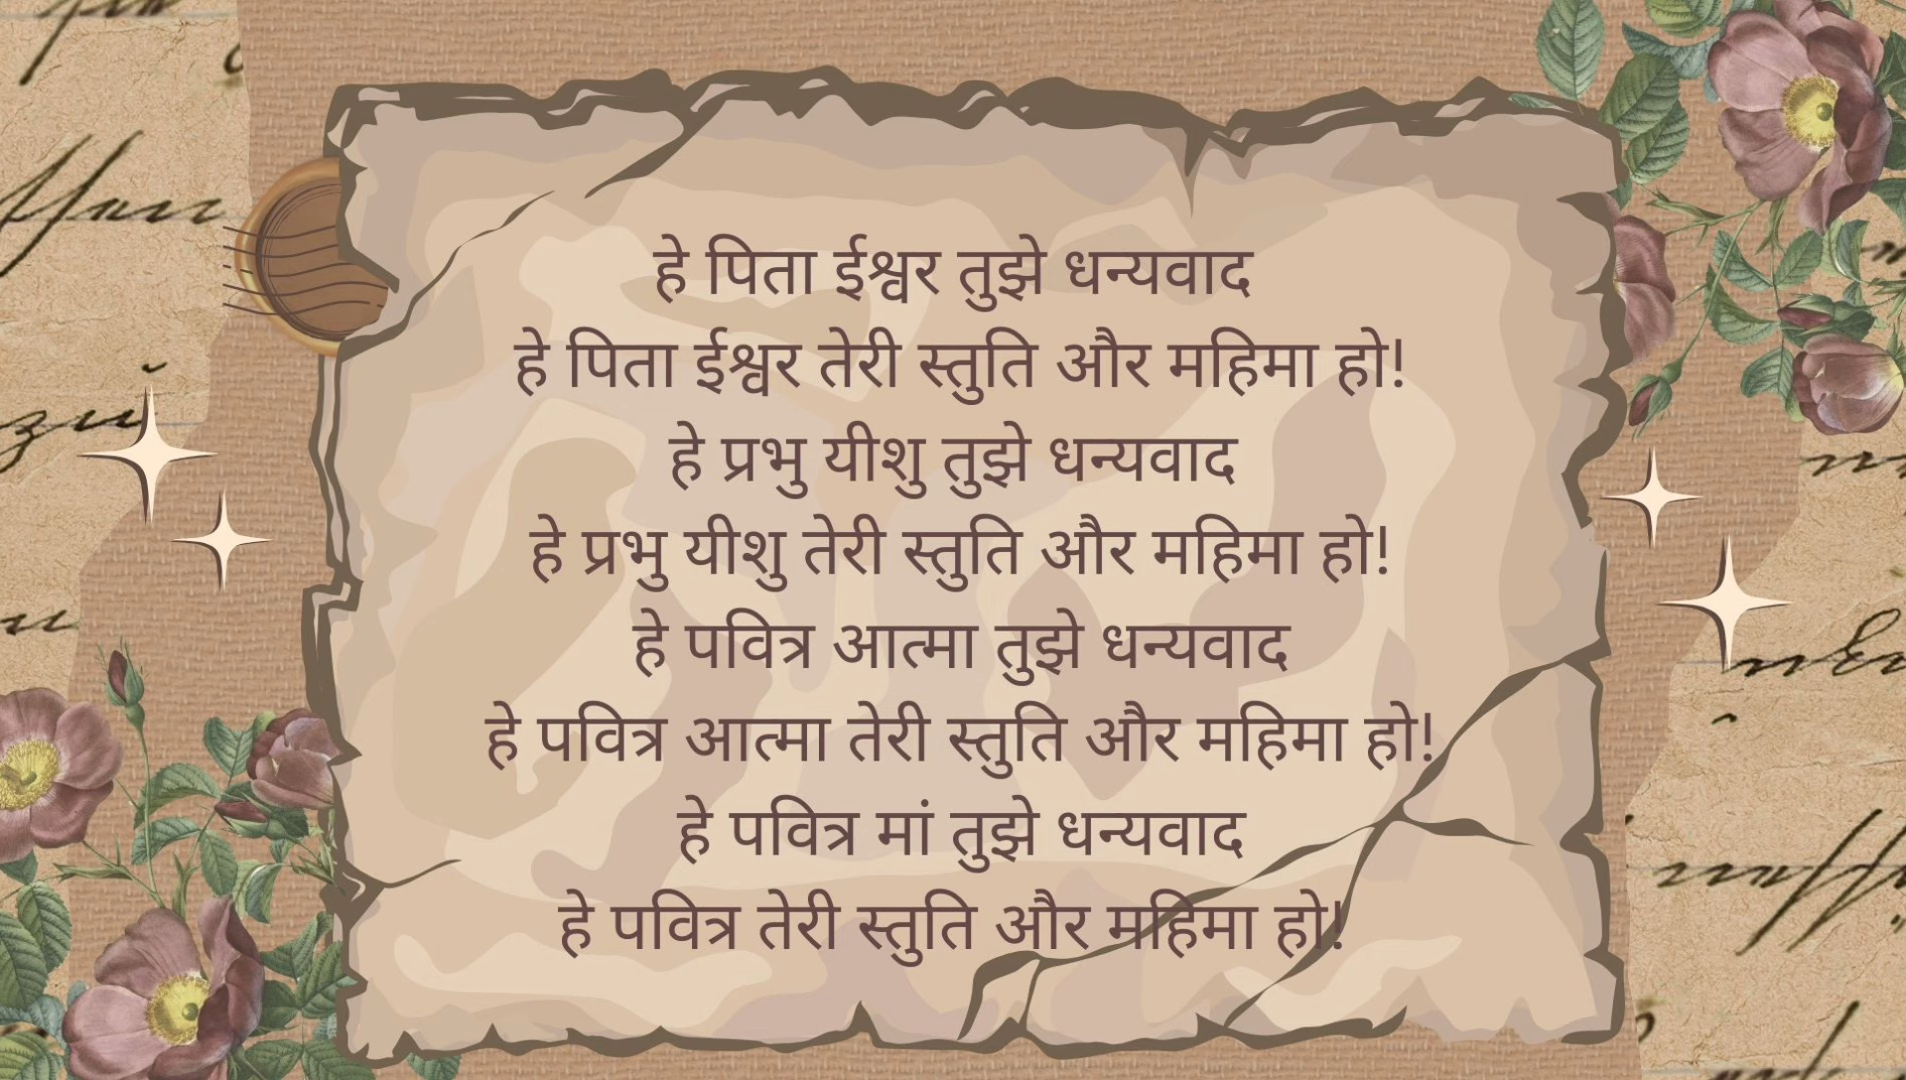 हे पिता ईश्वर तुझे धन्यवाद
हे पिता ईश्वर तेरी स्तुति और महिमा हो!
हे प्रभु यीशु तुझे धन्यवाद
हे प्रभु यीशु तेरी स्तुति और महिमा हो!
हे पवित्र आत्मा तुझे धन्यवाद
हे पवित्र आत्मा तेरी स्तुति और महिमा हो!
हे पवित्र मां तुझे धन्यवाद
हे पवित्र तेरी स्तुति और महिमा हो!